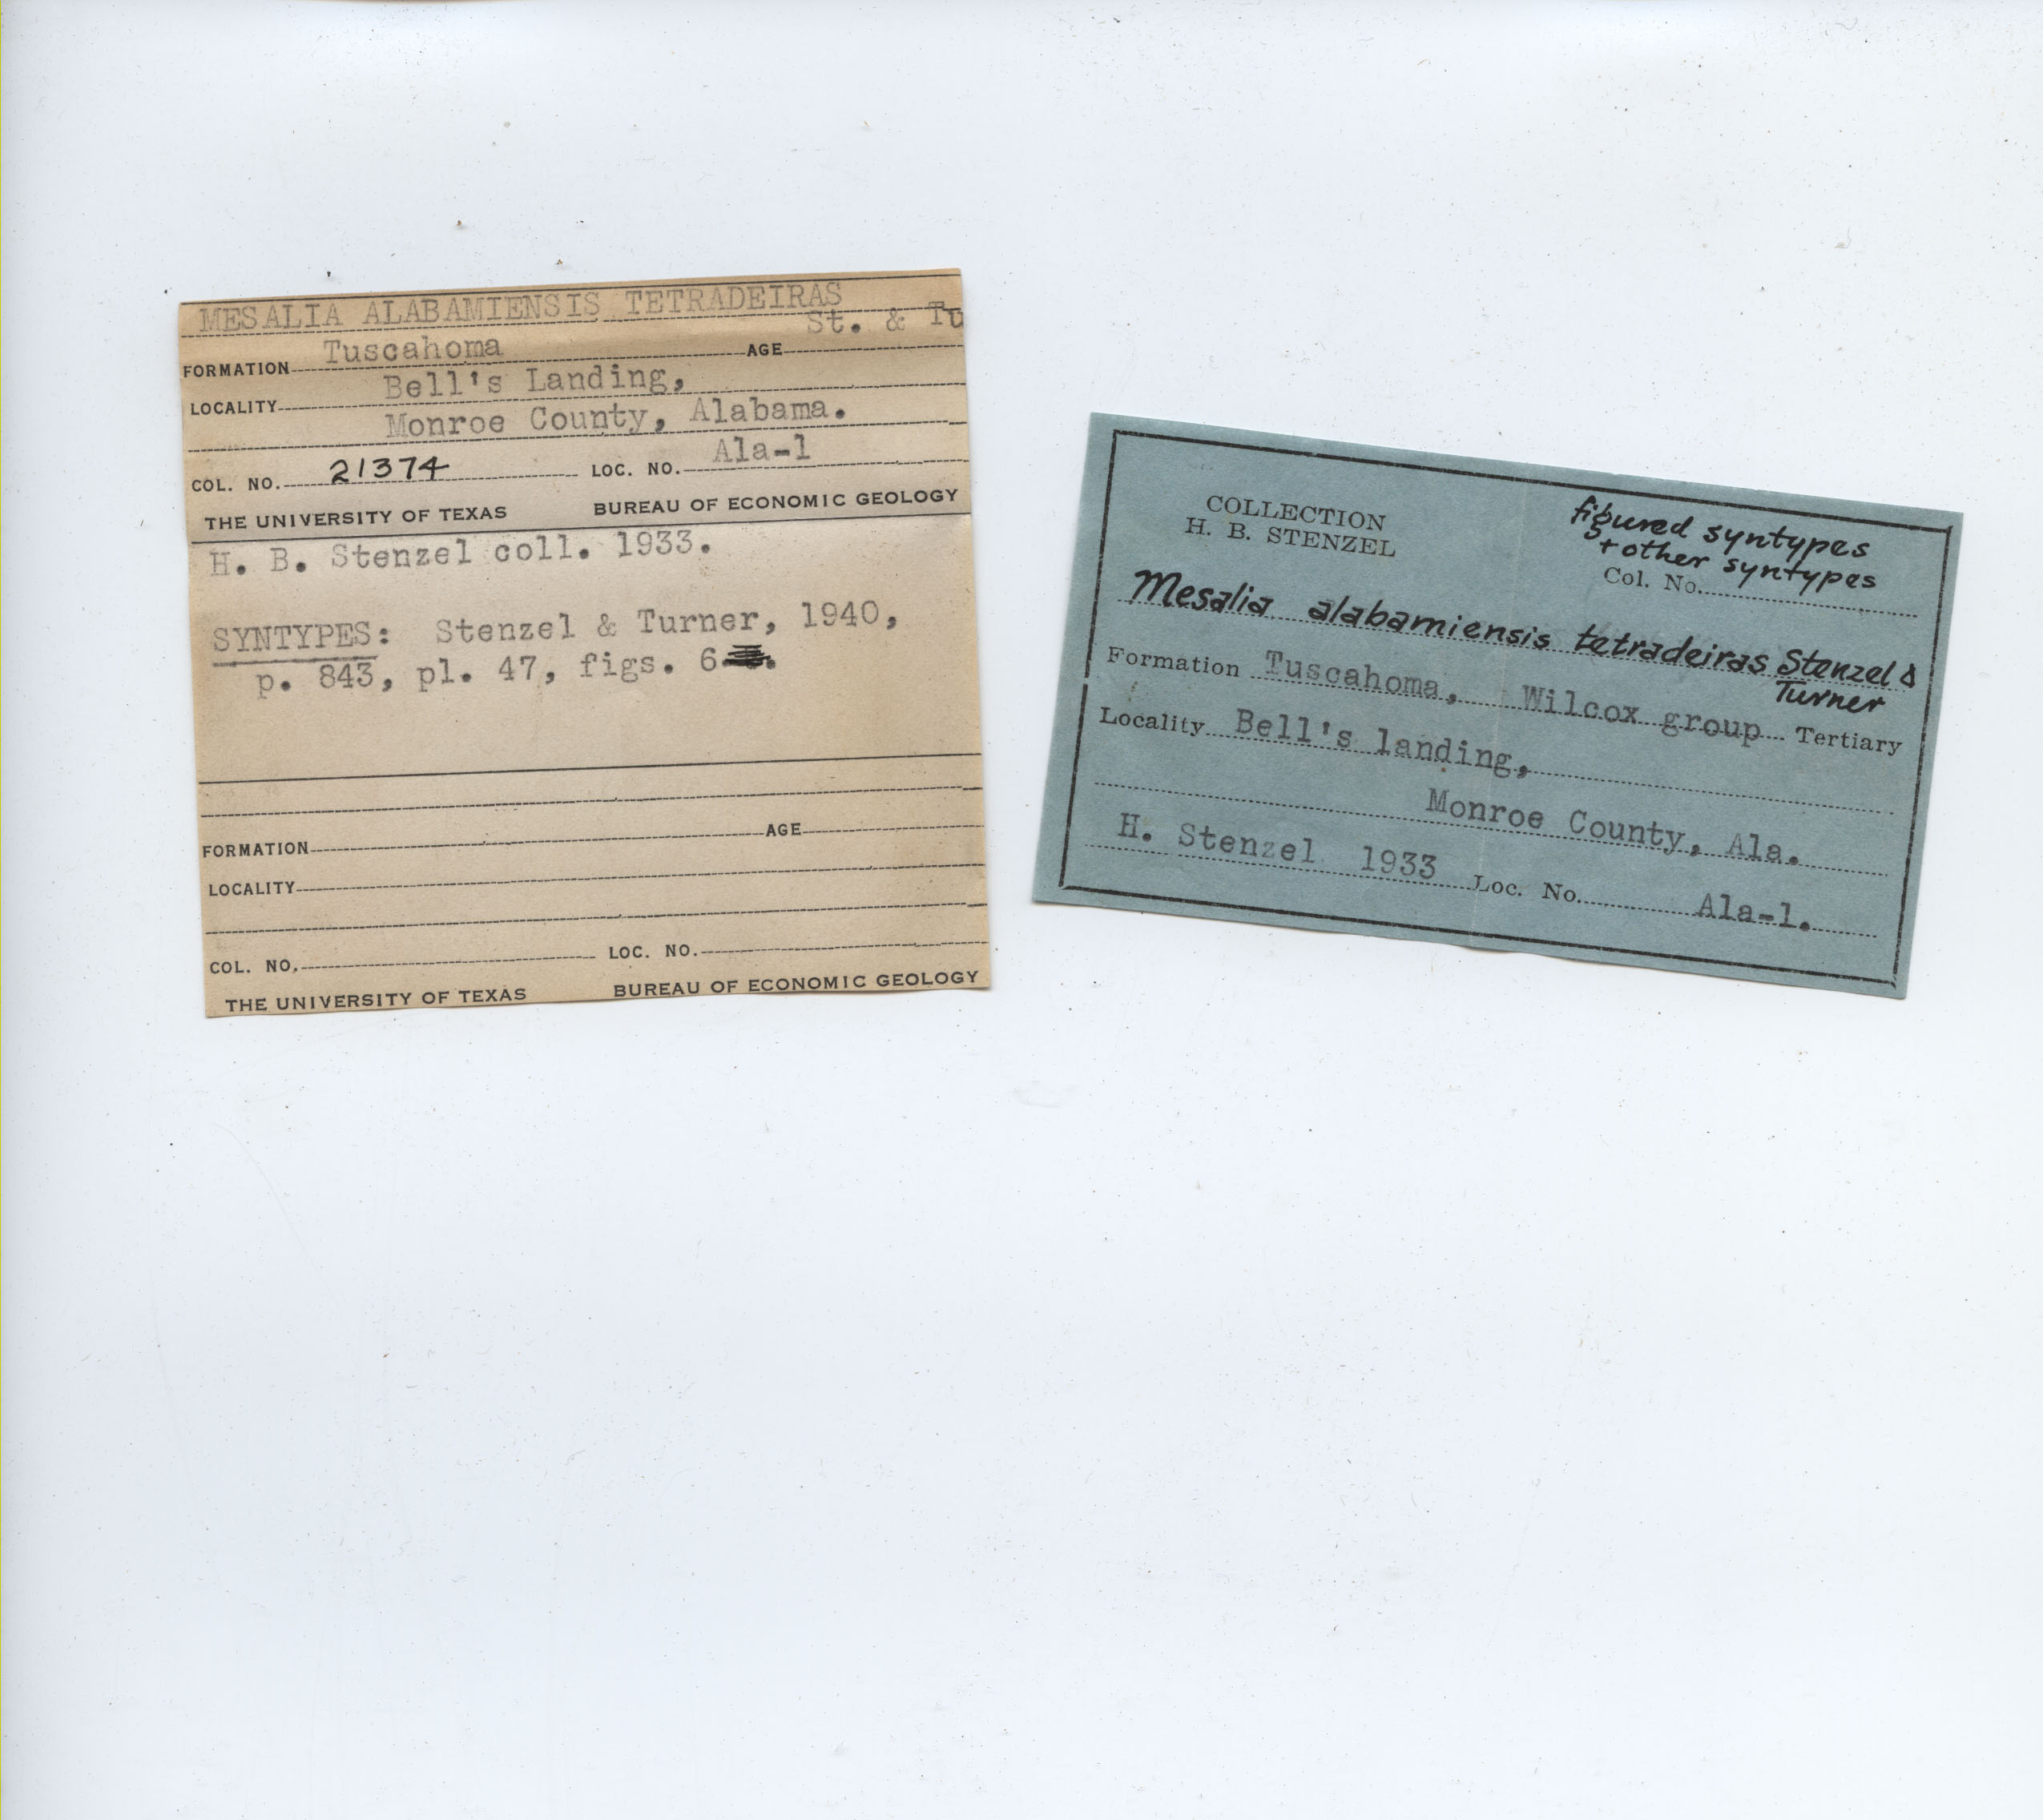 MESALIA ALABAMIENSIS TETRADEIRAS
St. & Tu
FORMATION Tuscahoma AGE
LOCALITY Bell's Landing,
Monroe County, Alabama.
COL. NO. 21374 LOC. NO. Ala-1
THE UNIVERSITY OF TEXAS BUREAU OF ECONOMIC GEOLOGY
H. B. Stenzel coll. 1933.
SYNTYPES: Stenzel & Turner, 1940,
p. 843, pl. 47, figs. 6
FORMATION AGE
LOCALITY
COL. NO. LOC. NO.
THE UNIVERSITY OF TEXAS BUREAU OF ECONOMIC GEOLOGY
COLLECTION
H. B. STENZEL
figured syntypes
+ other syntypes
Col. No.
Mesalia alabamiensis tetradeiras Stenzel &
Turner
Formation Tuscahoma, Wilcox group Tertiary
Locality Bell's landing,
Monroe County, Ala.
H. Stenzel 1933 Loc. No. Ala-1.